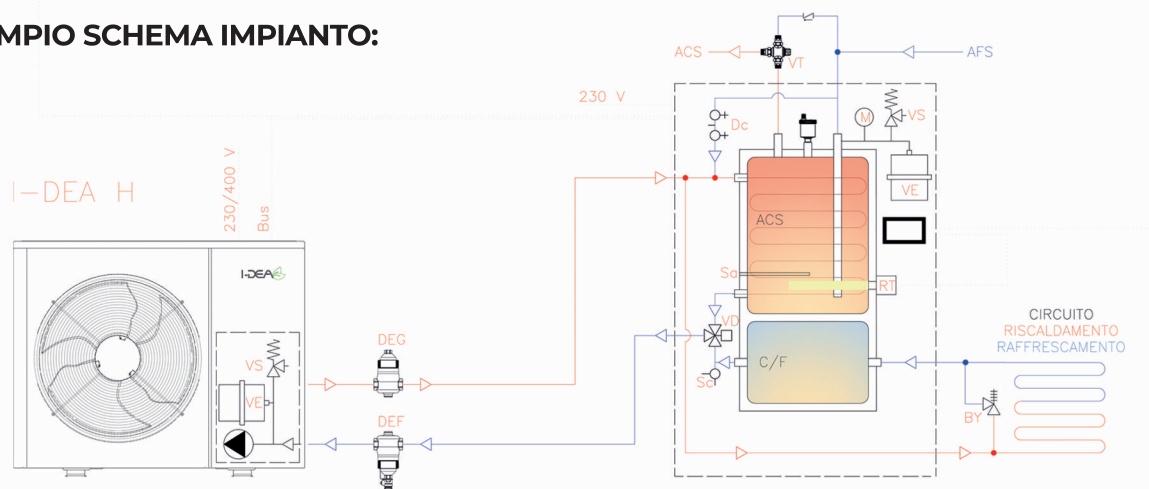 MPIO SCHEMA IMPIANTO:
ACS
VT
AFS
230 V
Dc
M
VS
VE
I-DEA H
230/400 V
Bus
ACS
I-DEA
Sa
RT
VD
CIRCUITO
RISCALDAMENTO
RAFFRESCAMENTO
DEG
C/F
VS
Sc
VE
BY
DEF